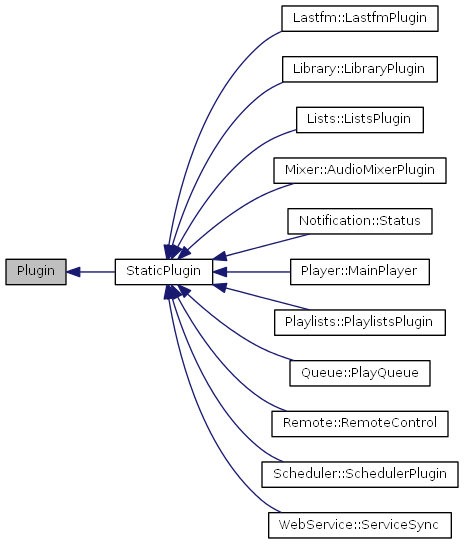 Lastfm::LastfmPlugin
Library::LibraryPlugin
Lists::ListsPlugin
Mixer::AudioMixerPlugin
Notification::Status
Plugin
StaticPlugin
Player::MainPlayer
Playlists::PlaylistsPlugin
Queue::PlayQueue
Remote::RemoteControl
Scheduler::SchedulerPlugin
WebService::ServiceSync